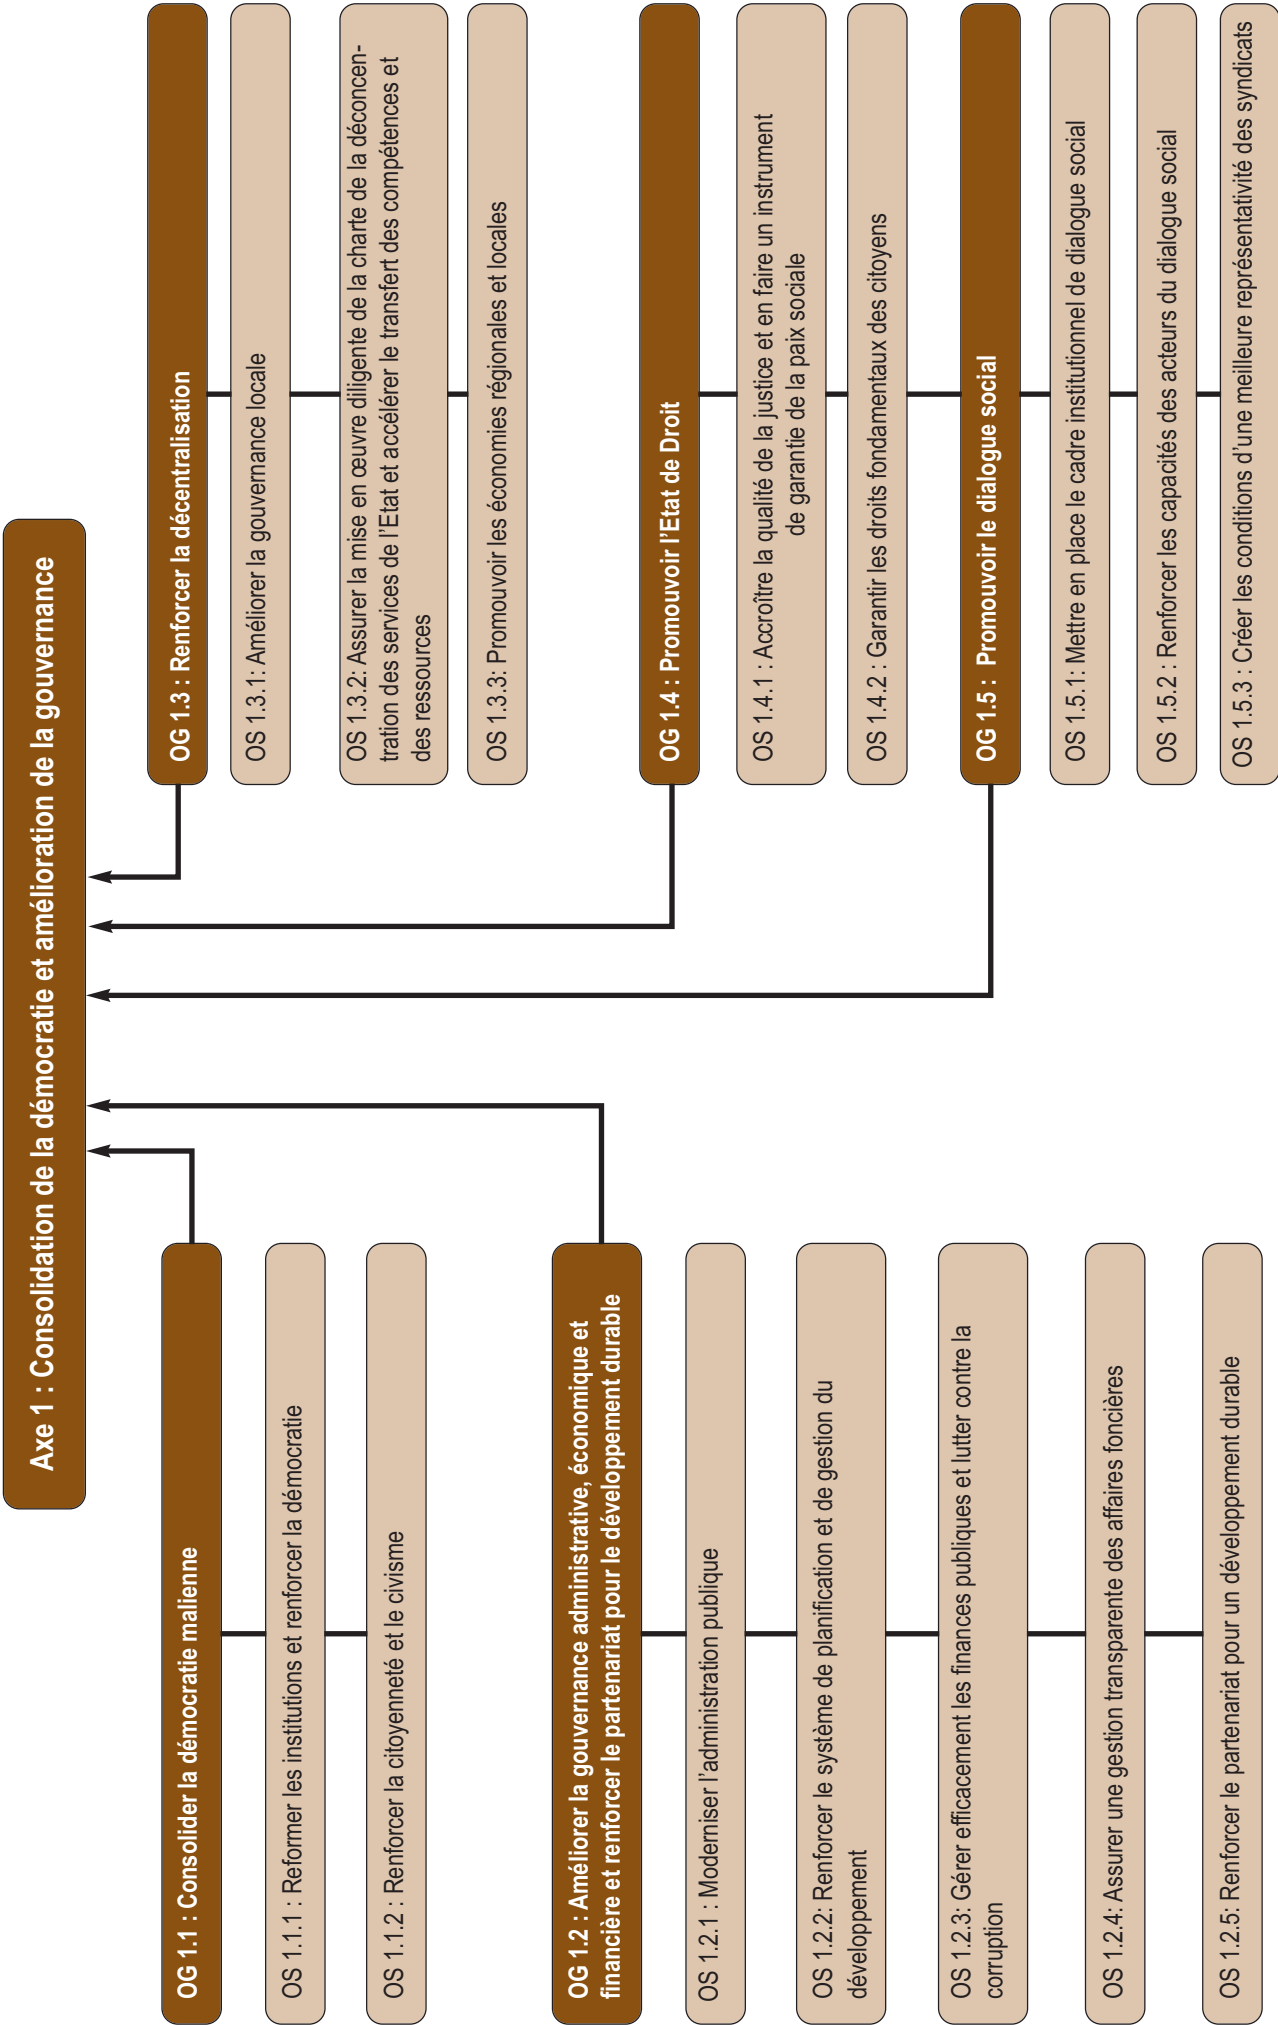 Axe 1 : Consolidation de la démocratie et amélioration de la gouvernance
OG 1.1 : Consolider la démocratie malienne
OS 1.1.1 : Reformer les institutions et renforcer la démocratie
OS 1.1.2 : Renforcer la citoyenneté et le civisme
OG 1.2 : Améliorer la gouvernance administrative, économique et
financière et renforcer le partenariat pour le développement durable
OS 1.2.1 : Moderniser l'administration publique
OS 1.2.2: Renforcer le système de planification et de gestion du
développement
OS 1.2.3: Gérer efficacement les finances publiques et lutter contre la
corruption
OS 1.2.4: Assurer une gestion transparente des affaires foncières
OS 1.2.5: Renforcer le partenariat pour un développement durable
OG 1.3 : Renforcer la décentralisation
OS 1.3.1: Améliorer la gouvernance locale
OS 1.3.2: Assurer la mise en œuvre diligente de la charte de la déconcen-
tration des services de l'Etat et accélérer le transfert des compétences et
des ressources
OS 1.3.3: Promouvoir les économies régionales et locales
OG 1.4 : Promouvoir l'Etat de Droit
OS 1.4.1 : Accroître la qualité de la justice et en faire un instrument
de garantie de la paix sociale
OS 1.4.2 : Garantir les droits fondamentaux des citoyens
OG 1.5 : Promouvoir le dialogue social
OS 1.5.1: Mettre en place le cadre institutionnel de dialogue social
OS 1.5.2 : Renforcer les capacités des acteurs du dialogue social
OS 1.5.3 : Créer les conditions d'une meilleure représentativité des syndicats